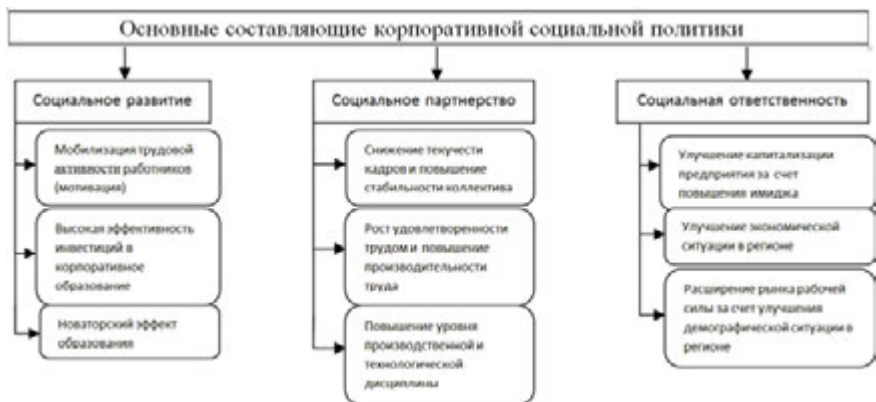 Основные составляющие корпоративной социальной политики
Социальное развитие
Мобилизация трудовой
активности работников
(мотивация)
Высокая эффективность
инвестиций в
корпоративное
образование
Новаторский эффект
образования
Социальное партнерство
Снижение текучести
кадров и повышение
стабильности коллектива
Рост удовлетворенности
трудом и повышение
производительности
труда
Повышение уровня
производственной и
технологической
дисциплины
Социальная ответственность
Улучшение капитализации
предприятия за счет
повышения имиджа
Улучшение экономической
ситуации в регионе
Расширение рынка рабочей
силы за счет улучшения
демографической ситуации в
регионе